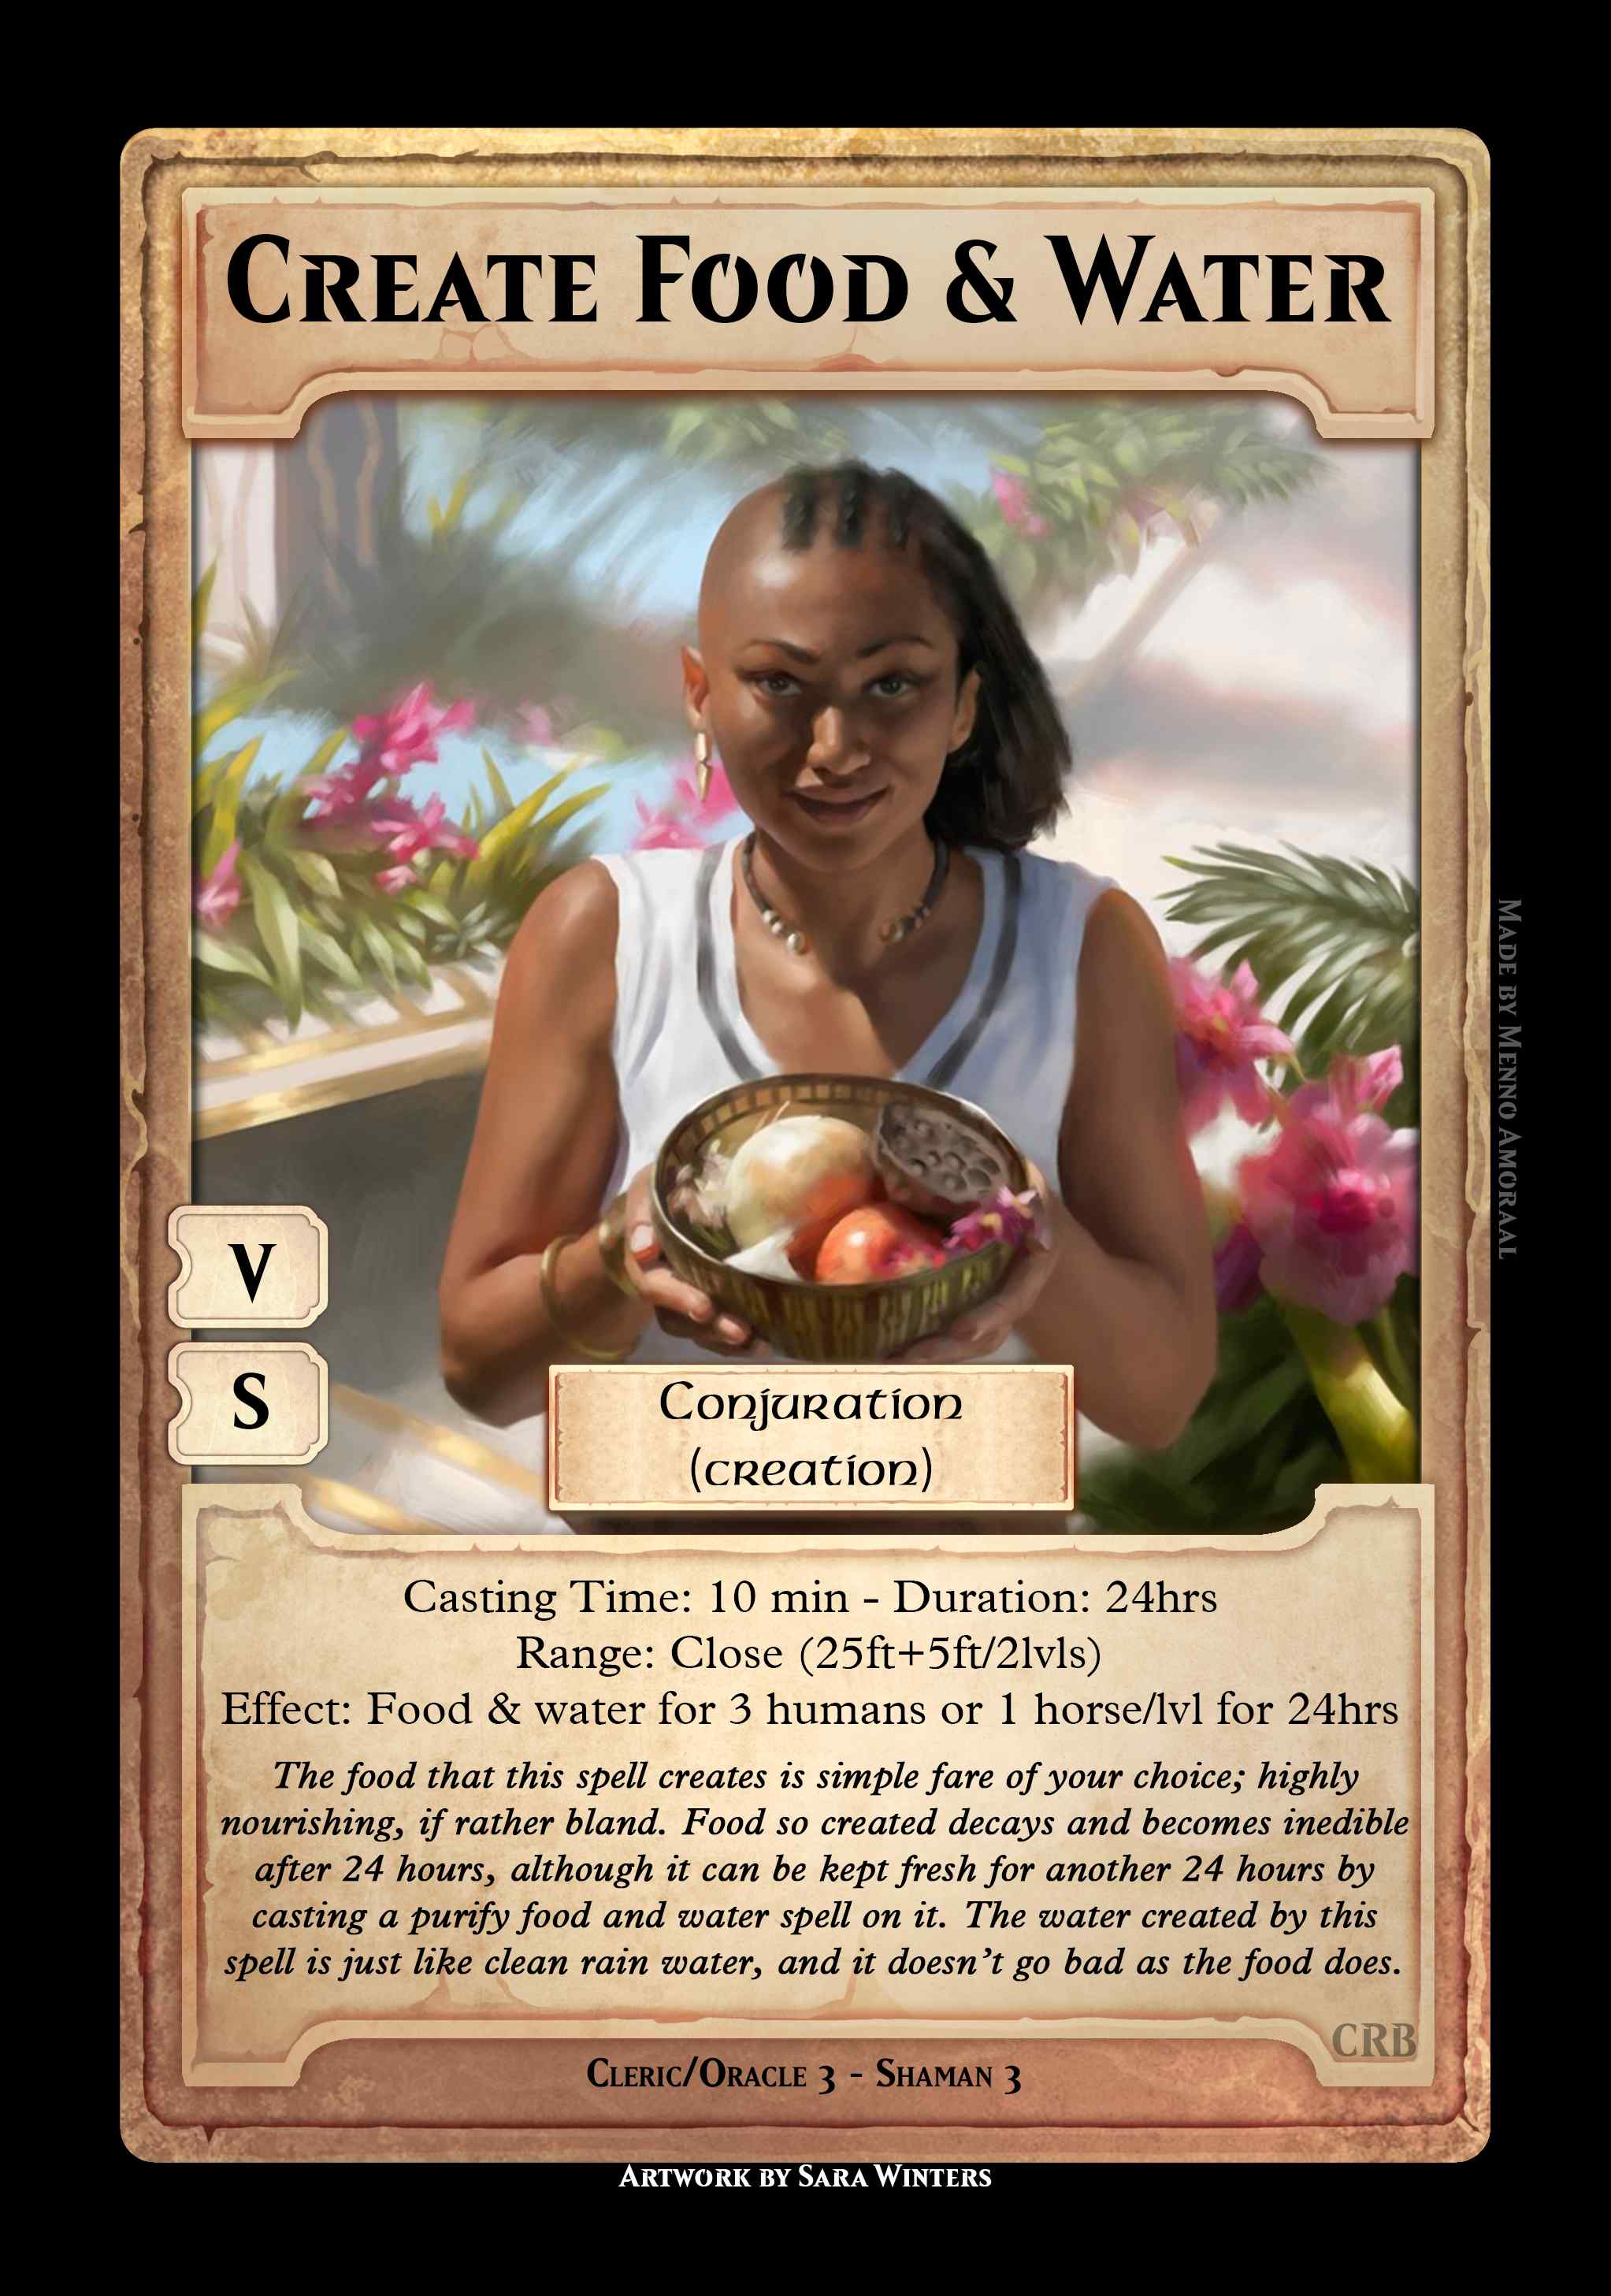 Create Food & Water
V
S
Conjuration
(creation)
Casting Time: 10 min - Duration: 24hrs
Range: Close (25ft+5ft/2lvls)
Effect: Food & water for 3 humans or 1 horse/lvl for 24hrs
The food that this spell creates is simple fare of your choice; highly
nourishing, if rather bland. Food so created decays and becomes inedible
after 24 hours, although it can be kept fresh for another 24 hours by
casting a purify food and water spell on it. The water created by this
spell is just like clean rain water, and it doesn't go bad as the food does.
CRB
Cleric/Oracle 3 - Shaman 3
Artwork by Sara Winters
Made by Menno Amoraal